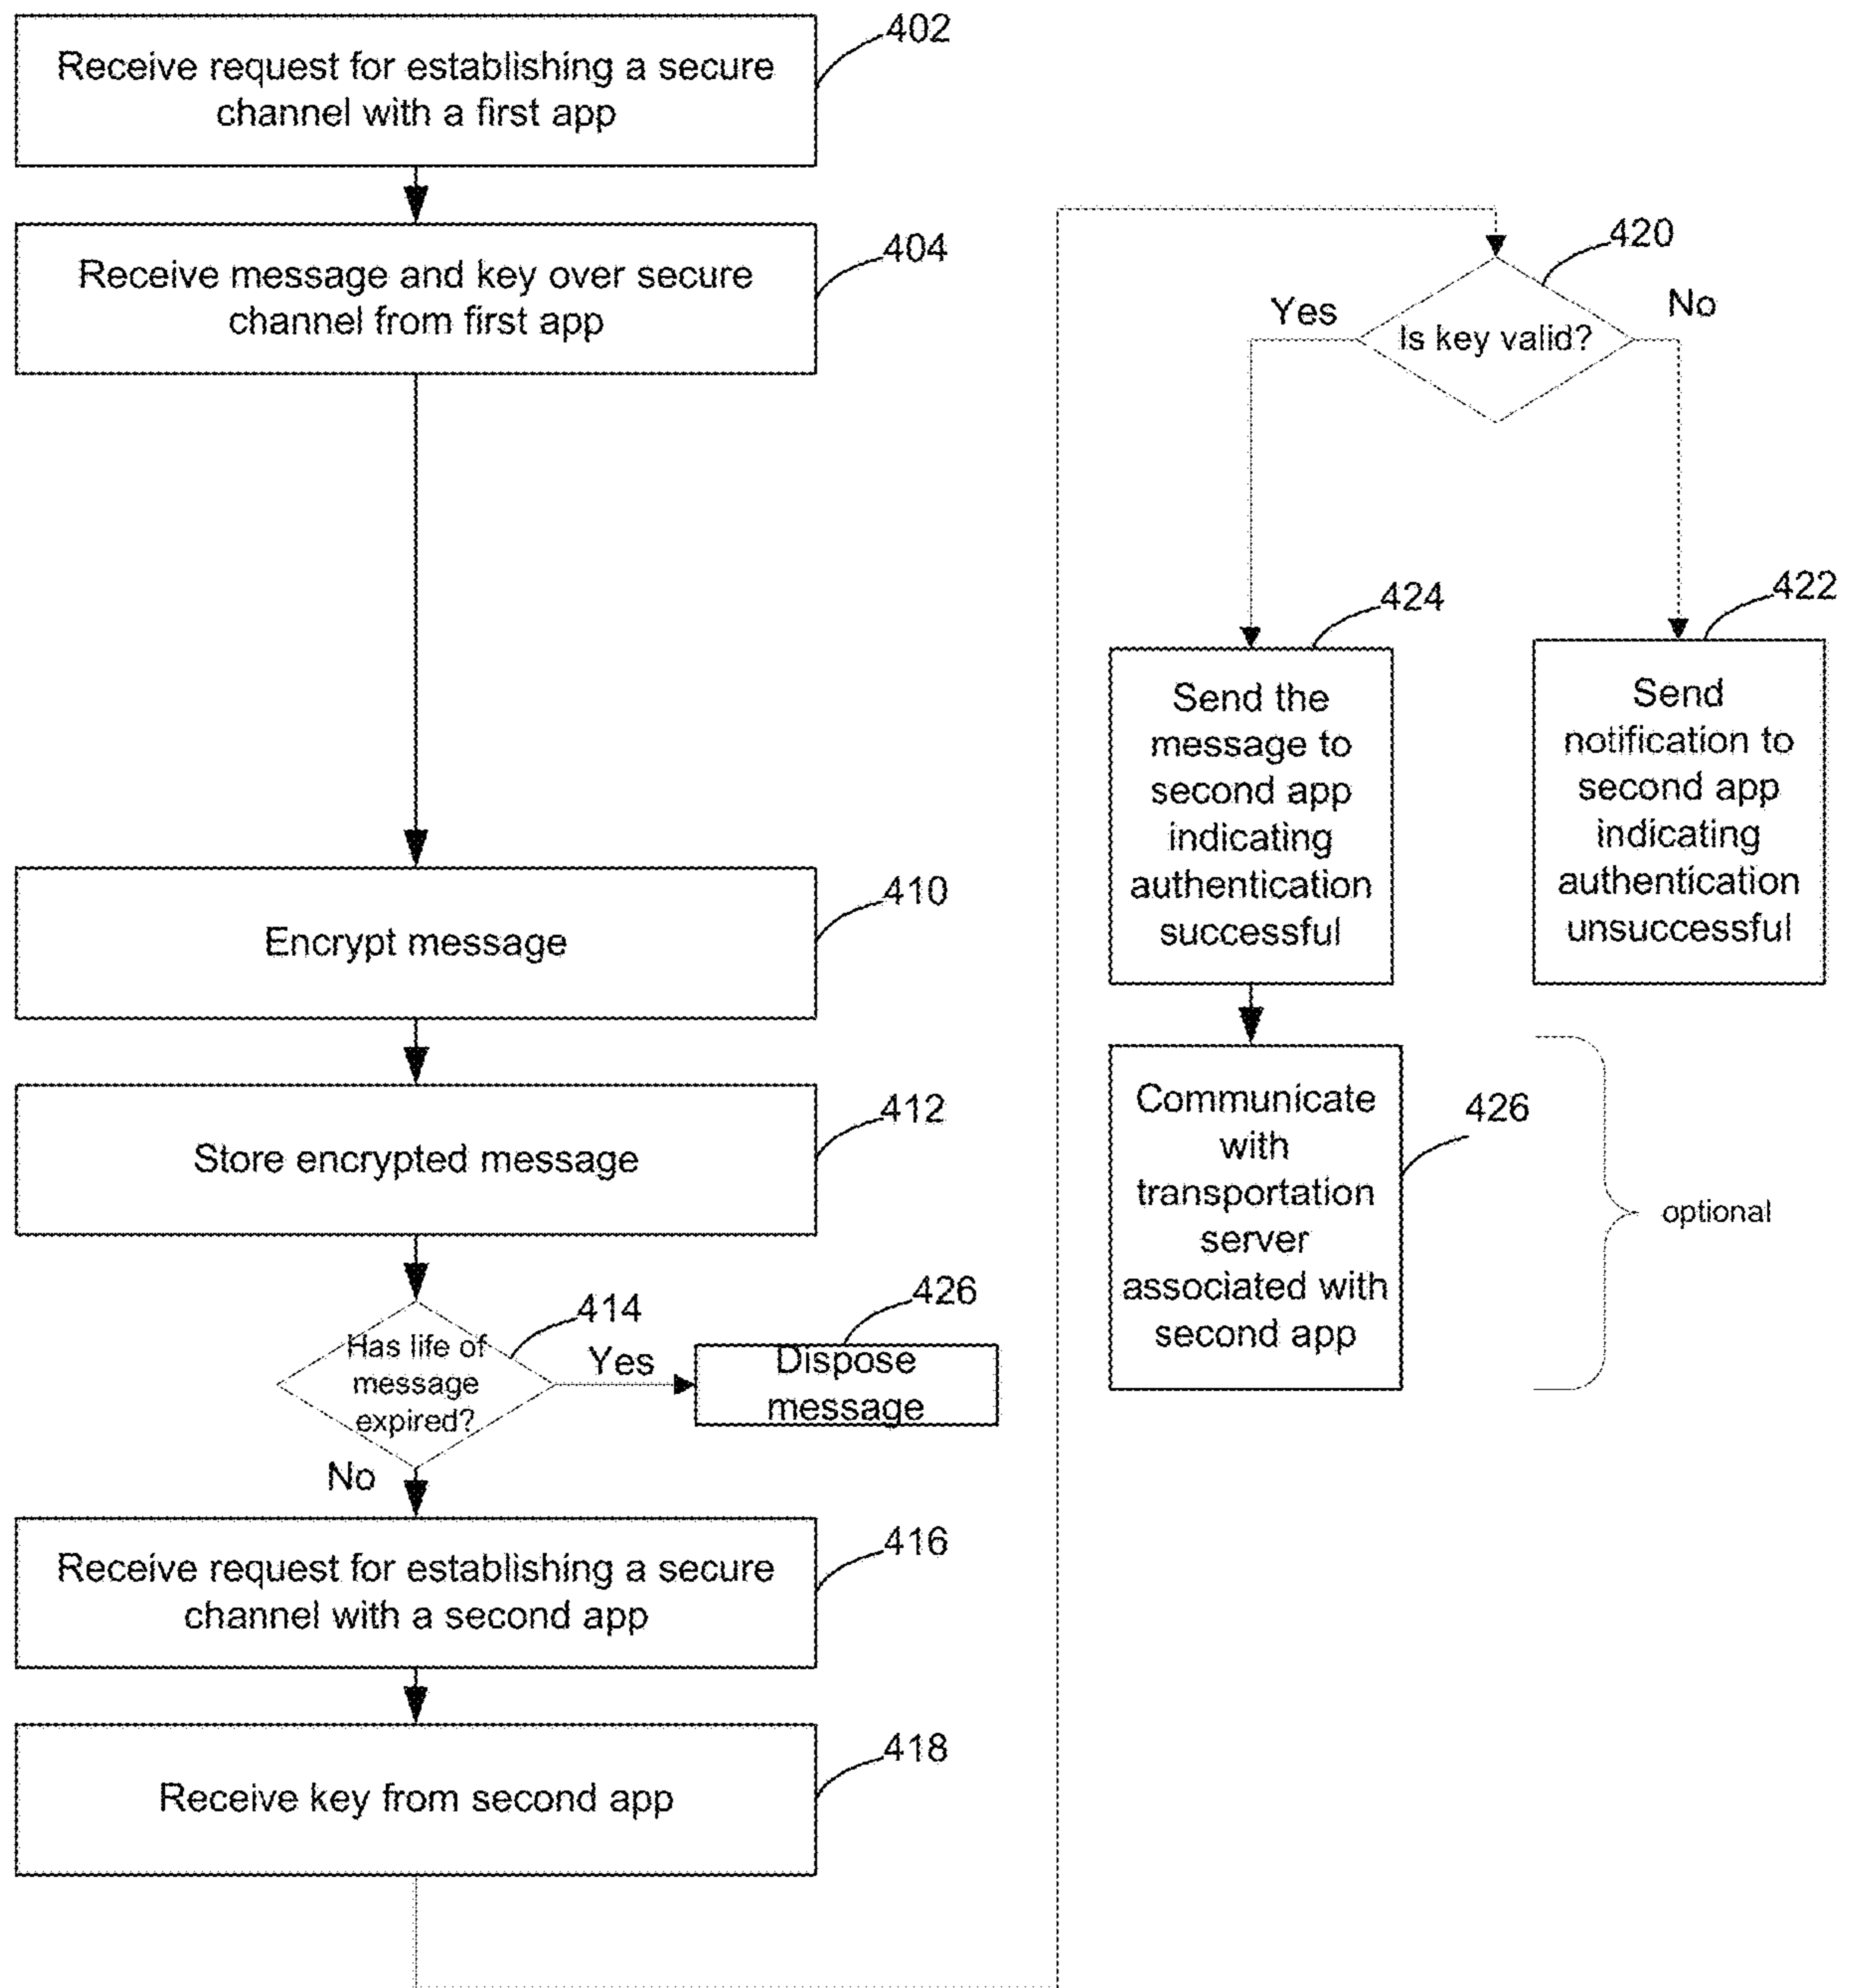 402
Receive request for establishing a secure
channel with a first app
404
Receive message and key over secure
channel from first app
410
Encrypt message
412
Store encrypted message
414
Has life of
message
expired?
Yes
426
Dispose
message
No
416
Receive request for establishing a secure
channel with a second app
418
Receive key from second app
420
Is key valid?
Yes
No
424
Send the
message to
second app
indicating
authentication
successful
422
Send
notification to
second app
indicating
authentication
unsuccessful
426
Communicate
with
transportation
server
associated with
second app
optional